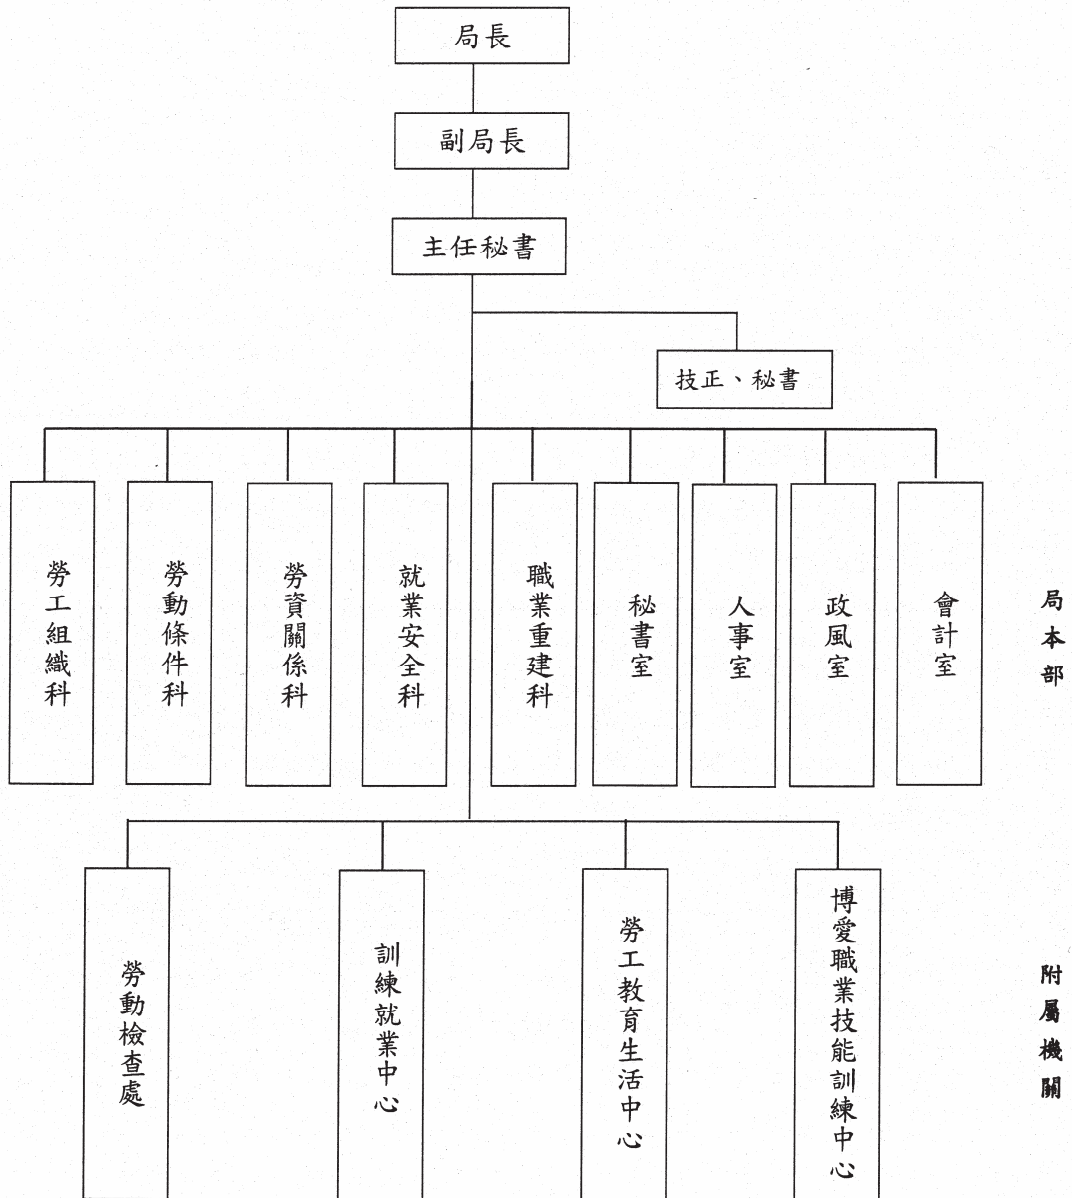 局長
副局長
主任秘書
技正、秘書
勞工組織科
勞動條件科
勞資關係科
就業安全科
職業重建科
秘書室
人事室
政風室
會計室
局本部
勞動檢查處
訓練就業中心
勞工教育生活中心
博愛職業技能訓練中心
附屬機關